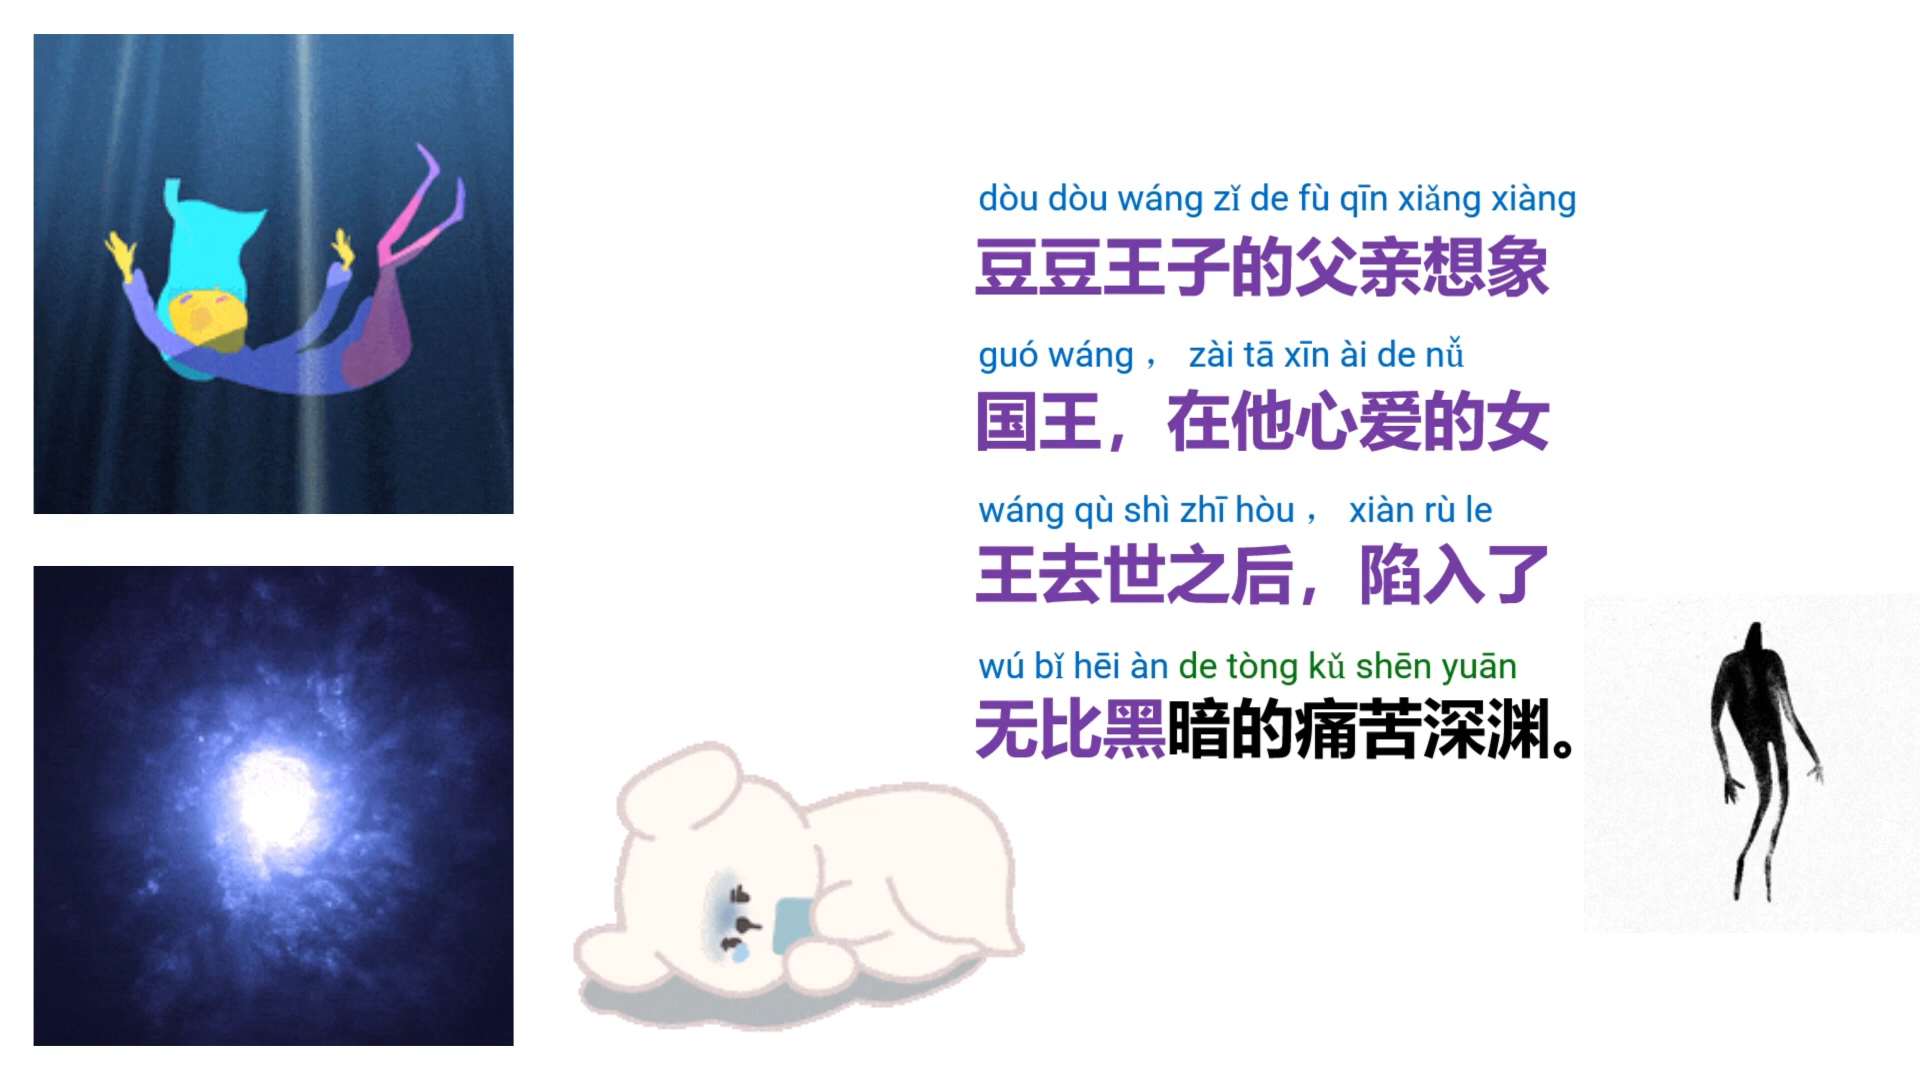 dòu dòu wáng zǐ de fù qīn xiǎng xiàng
豆豆王子的父亲想象
guó wáng， zài tā xīn ài de nǚ
国王，在他心爱的女
wáng qù shì zhī hòu， xiàn rù le
王去世之后，陷入了
wú bǐ hēi àn de tòng kǔ shēn yuān
无比黑暗的痛苦深渊。